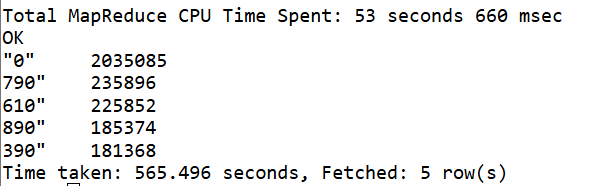 Total MapReduce CPU Time Spent: 53 seconds 660 msec
OK
"0"     2035085
790"    235896
610"    225852
890"    185374
390"    181368
Time taken: 565.496 seconds, Fetched: 5 row(s)